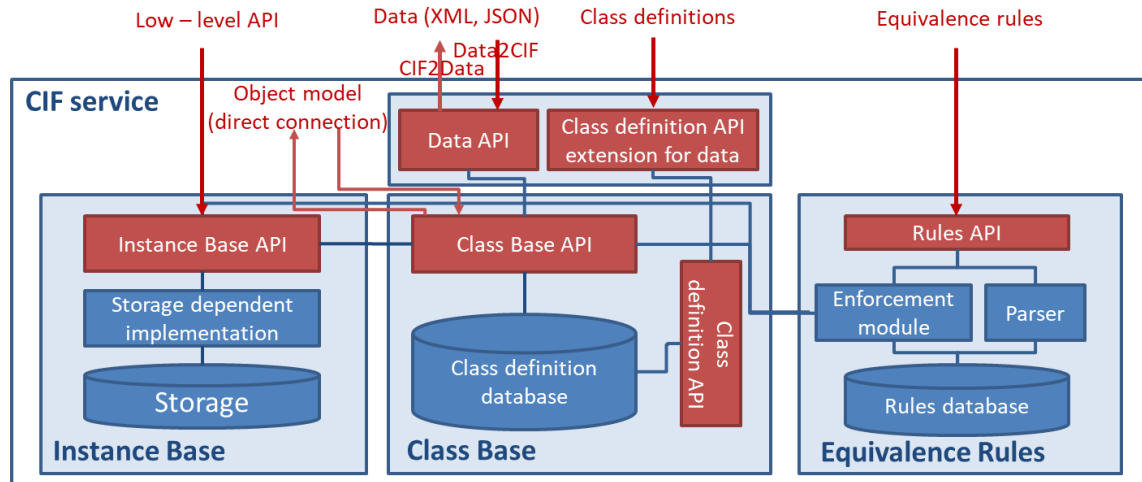 Low – level API
Data (XML, JSON)
Class definitions
Equivalence rules
Data2CIF
CIF2Data
CIF service
Object model
(direct connection)
Data API
Class definition API
extension for data
Instance Base API
Class Base API
Rules API
Storage dependent
implementation
Class
definition API
Enforcement
module
Parser
Class definition
database
Storage
Rules database
Instance Base
Class Base
Equivalence Rules